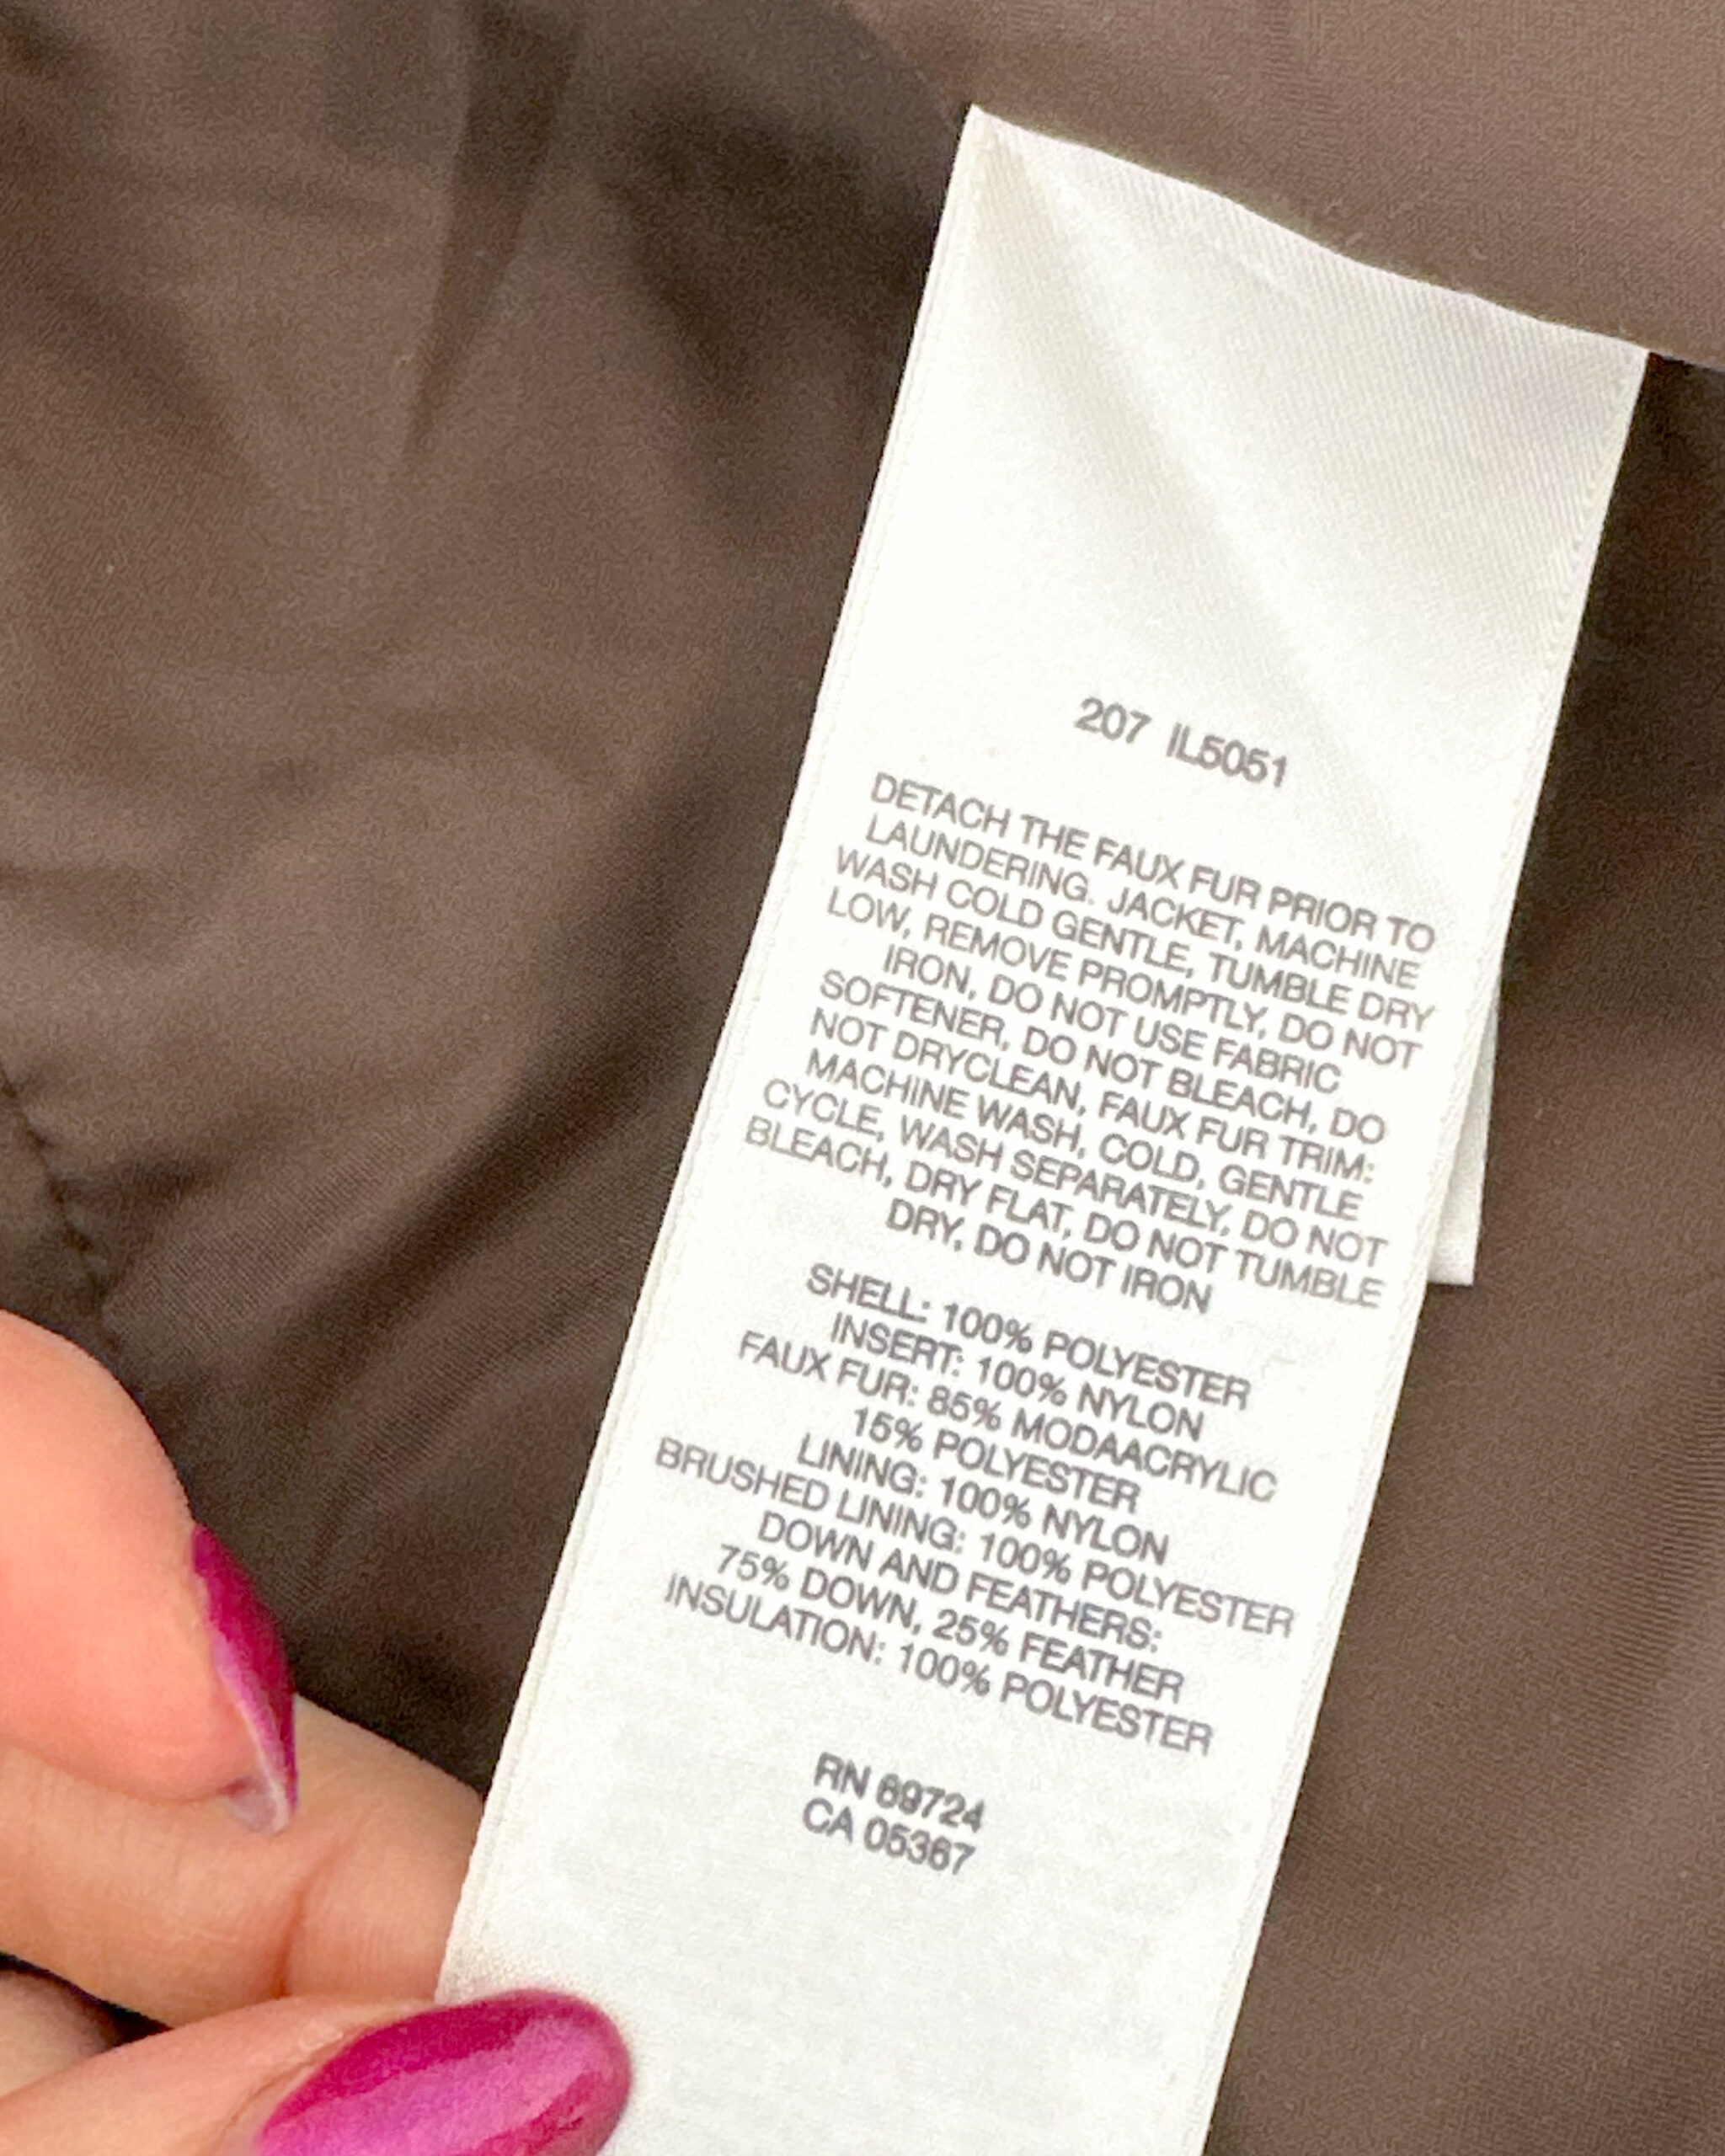 207 IL5051
DETACH THE FAUX FUR PRIOR TO
LAUNDERING. JACKET, MACHINE
WASH COLD GENTLE, TUMBLE DRY
LOW, REMOVE PROMPTLY, DO NOT
IRON, DO NOT USE FABRIC
SOFTENER, DO NOT BLEACH, DO
NOT DRYCLEAN, FAUX FUR TRIM:
MACHINE WASH, COLD, GENTLE
CYCLE, WASH SEPARATELY, DO NOT
BLEACH, DRY FLAT, DO NOT TUMBLE
DRY, DO NOT IRON
SHELL: 100% POLYESTER
INSERT: 100% NYLON
FAUX FUR: 85% MODAACRYLIC
15% POLYESTER
LINING: 100% NYLON
BRUSHED LINING: 100% POLYESTER
DOWN AND FEATHERS:
75% DOWN, 25% FEATHER
INSULATION: 100% POLYESTER
RN 69724
CA 05367